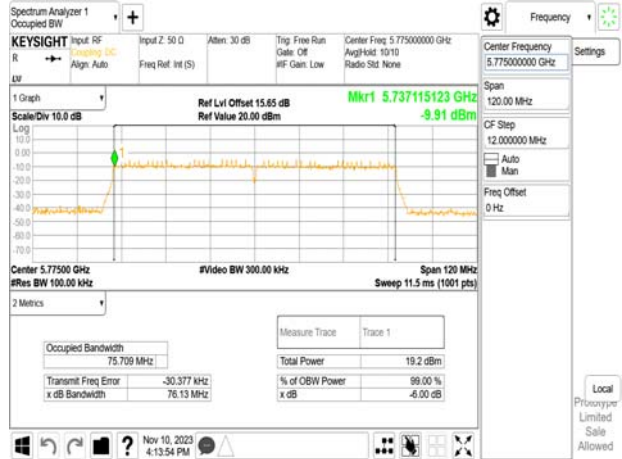 Spectrum Analyzer 1
Occupied BW
+
Frequency
KEYSIGHT
R
Input: RF
Coupling: DC
Align: Auto
Input Z: 50 Ω
Freq Ref: Int (S)
Atten: 30 dB
Trig: Free Run
Gate: Off
#IF Gain: Low
Center Freq: 5.775000000 GHz
Avg|Hold: 10/10
Radio Std: None
Center Frequency
5.775000000 GHz
Settings
Span
120.00 MHz
CF Step
12.000000 MHz
Auto
Man
Freq Offset
0 Hz
1 Graph
Scale/Div 10.0 dB
Ref Lvl Offset 15.65 dB
Ref Value 20.00 dBm
Mkr1 5.737115123 GHz
-9.91 dBm
Log
10.0
0.00
-10.0
-20.0
-30.0
-40.0
-50.0
-60.0
-70.0
1
Center 5.77500 GHz
#Res BW 100.00 kHz
#Video BW 300.00 kHz
Span 120 MHz
Sweep 11.5 ms (1001 pts)
2 Metrics
Measure Trace Trace 1
Occupied Bandwidth
75.709 MHz
Total Power 19.2 dBm
Transmit Freq Error -30.377 kHz
% of OBW Power 99.00 %
x dB Bandwidth 76.13 MHz
x dB -6.00 dB
Local
Prototype
Limited
Sale
Allowed
?
Nov 10, 2023
4:13:54 PM